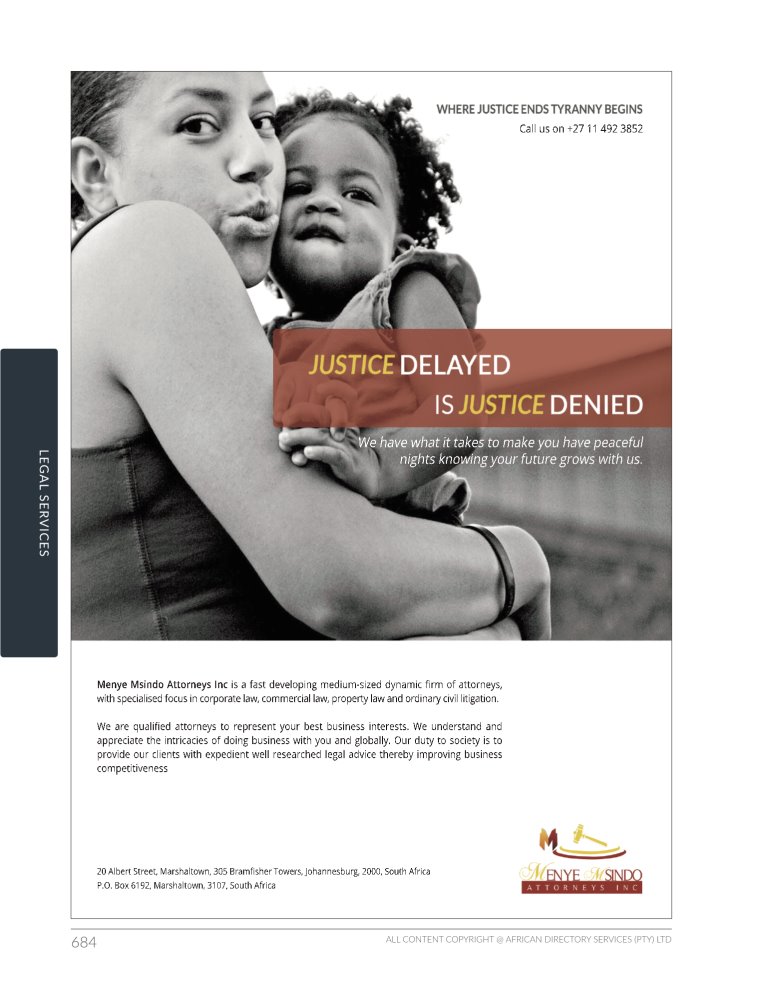 WHERE JUSTICE ENDS TYRANNY BEGINS
Call us on +27 11 492 3852
JUSTICE DELAYED
IS JUSTICE DENIED
We have what it takes to make you have peaceful
nights knowing your future grows with us.
LEGAL SERVICES
Menye Msindo Attorneys Inc is a fast developing medium-sized dynamic firm of attorneys,
with specialised focus in corporate law, commercial law, property law and ordinary civil litigation.
We are qualified attorneys to represent your best business interests. We understand and
appreciate the intricacies of doing business with you and globally. Our duty to society is to
provide our clients with expedient well researched legal advice thereby improving business
competitiveness
20 Albert Street, Marshaltown, 305 Bramfisher Towers, Johannesburg, 2000, South Africa
P.O. Box 6192, Marshaltown, 3107, South Africa
M
MENYE MSINDO
ATTORNEYS INC
684
ALL CONTENT COPYRIGHT @ AFRICAN DIRECTORY SERVICES (PTY) LTD